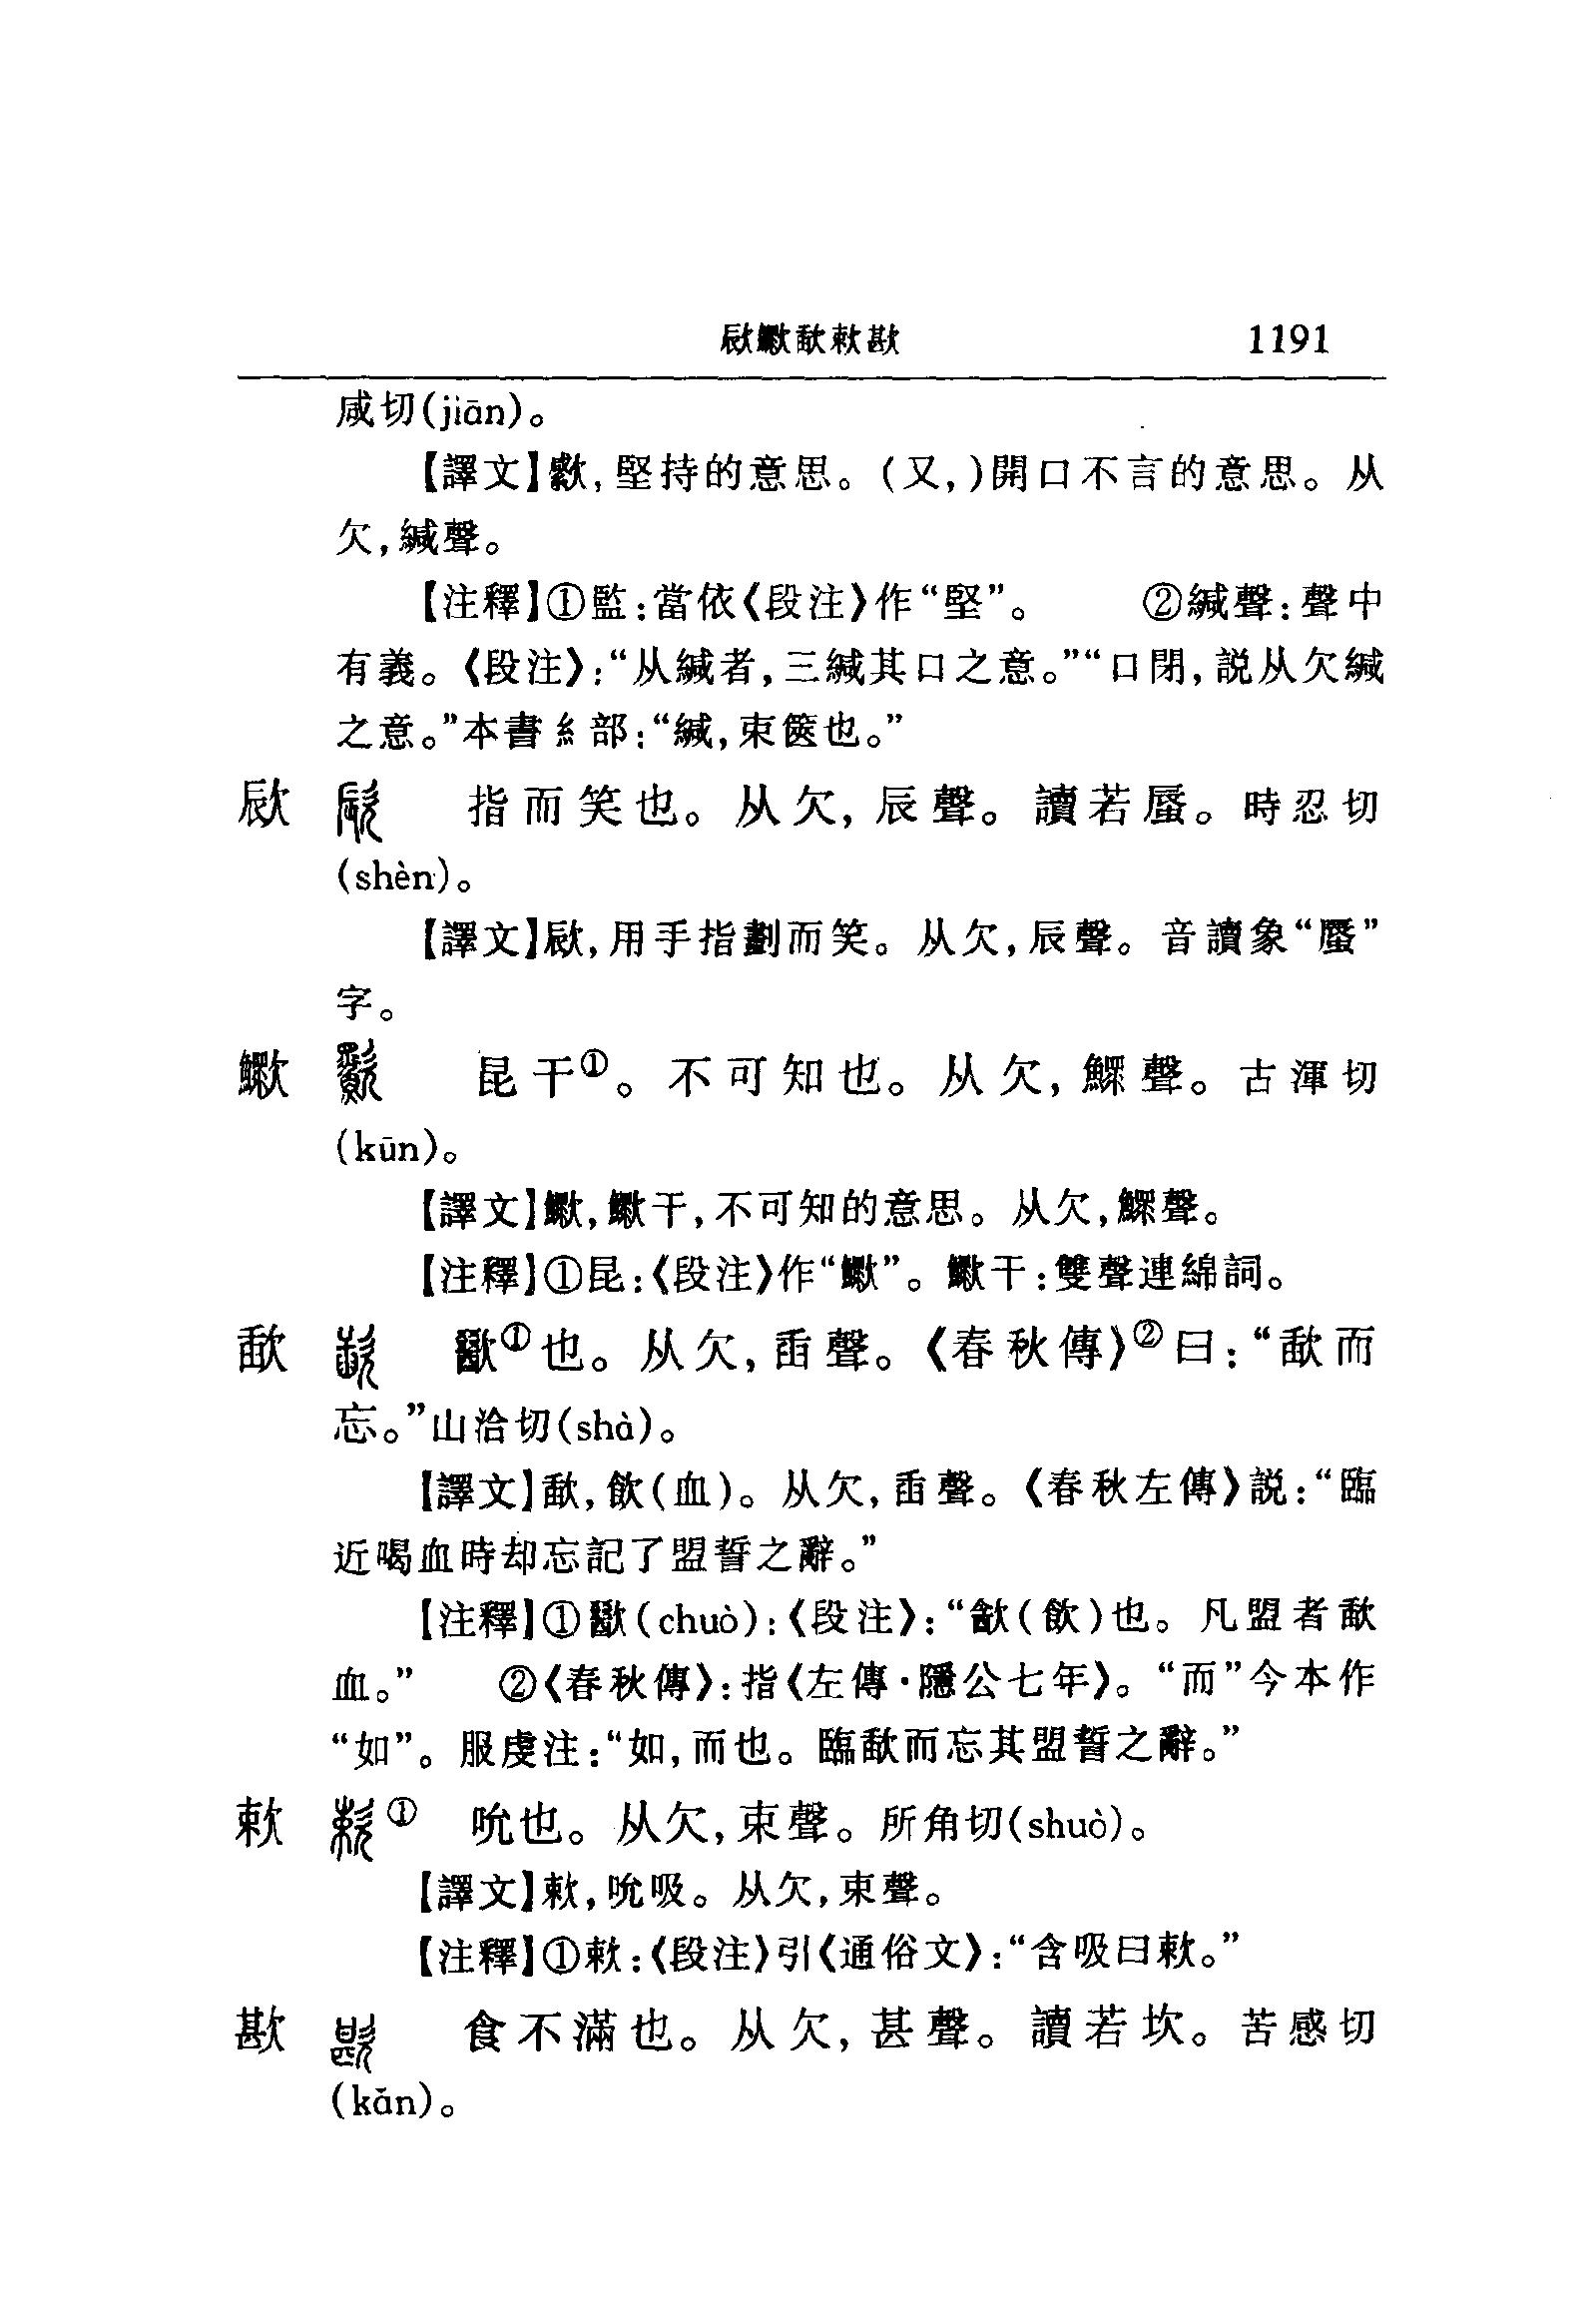 㰮𣤿歃欶歁 1191
咸切(jiān)。
【譯文】𣤶,堅持的意思。(又,)開口不言的意思。从
欠,緘聲。
【注釋】①監:當依《段注》作“堅”。 ②緘聲:聲中
有義。《段注》:“从緘者,三緘其口之意。”“口閉,説从欠緘
之意。”本書糹部:“緘,束篋也。”
㰮 指而笑也。从欠,辰聲。讀若蜃。時忍切
(shèn)。
【譯文】㰮,用手指劃而笑。从欠,辰聲。音讀象“蜃”
字。
昆干①。不可知也。从欠,鰥聲。古渾切
(kūn)。
【譯文】干,不可知的意思。从欠,鰥聲。
【注釋】①昆:《段注》作“”。干:雙聲連綿詞。
歃 歠①也。从欠,臿聲。《春秋傳》②曰:“歃而
忘。”山洽切(shà)。
【譯文】歃,飲(血)。从欠,臿聲。《春秋左傳》説:“臨
近喝血時却忘記了盟誓之辭。”
【注釋】①歠(chuò):《段注》:“㱃(飲)也。凡盟者歃
血。” ②《春秋傳》:指《左傳·隱公七年》。“而”今本作
“如”。服虔注:“如,而也。臨歃而忘其盟誓之辭。”
欶 ① 吮也。从欠,束聲。所角切(shuò)。
【譯文】欶,吮吸。从欠,束聲。
【注釋】①欶:《段注》引《通俗文》:“含吸曰欶。”
歁 食不滿也。从欠,甚聲。讀若坎。苦感切
(kǎn)。